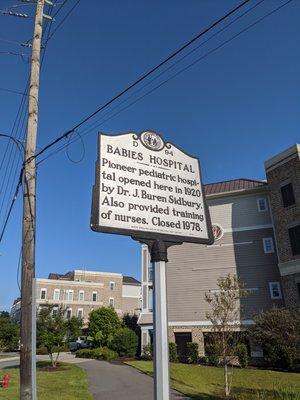 D 94
BABIES HOSPITAL
Pioneer pediatric hospi-
tal opened here in 1920
by Dr. J. Buren Sidbury.
Also provided training
of nurses. Closed 1978.